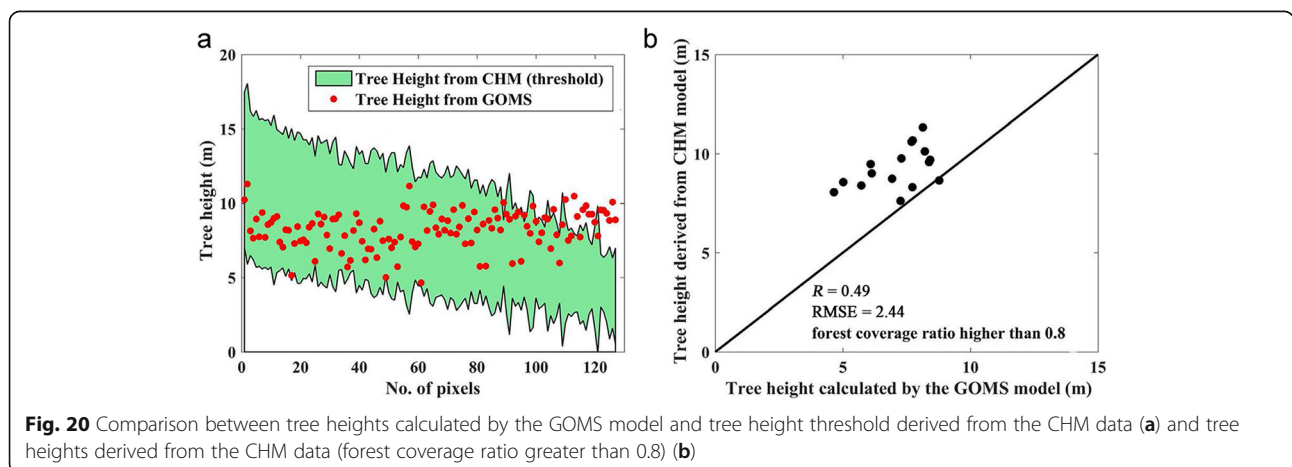 a
20
15
10
5
0
Tree height (m)
Tree Height from CHM (threshold)
Tree Height from GOMS
0 20 40 60 80 100 120
No. of pixels
b
15
10
5
0
Tree height derived from CHM model (m)
R = 0.49
RMSE = 2.44
forest coverage ratio higher than 0.8
0 5 10 15
Tree height calculated by the GOMS model (m)
Fig. 20 Comparison between tree heights calculated by the GOMS model and tree height threshold derived from the CHM data (a) and tree
heights derived from the CHM data (forest coverage ratio greater than 0.8) (b)